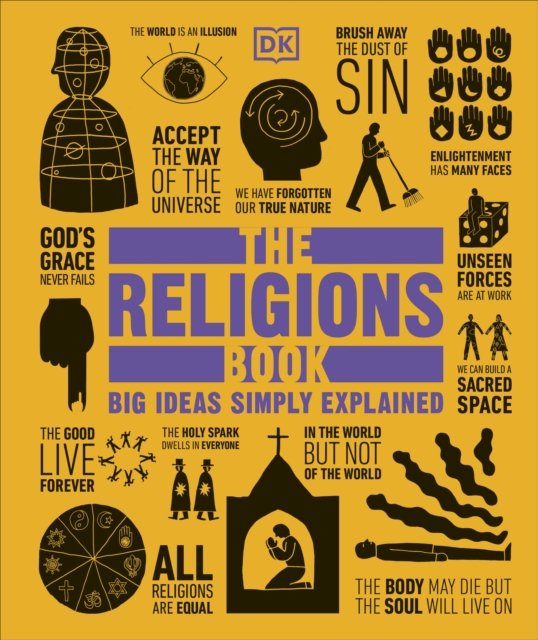 THE WORLD IS AN ILLUSION
DK
BRUSH AWAY
THE DUST OF
SIN
ACCEPT
THE WAY
OF THE
UNIVERSE
WE HAVE FORGOTTEN
OUR TRUE NATURE
ENLIGHTENMENT
HAS MANY FACES
GOD'S
GRACE
NEVER FAILS
THE
RELIGIONS
BOOK
BIG IDEAS SIMPLY EXPLAINED
UNSEEN
FORCES
ARE AT WORK
WE CAN BUILD A
SACRED
SPACE
THE GOOD
LIVE
FOREVER
THE HOLY SPARK
DWELLS IN EVERYONE
IN THE WORLD
BUT NOT
OF THE WORLD
ALL
RELIGIONS
ARE EQUAL
THE BODY MAY DIE BUT
THE SOUL WILL LIVE ON